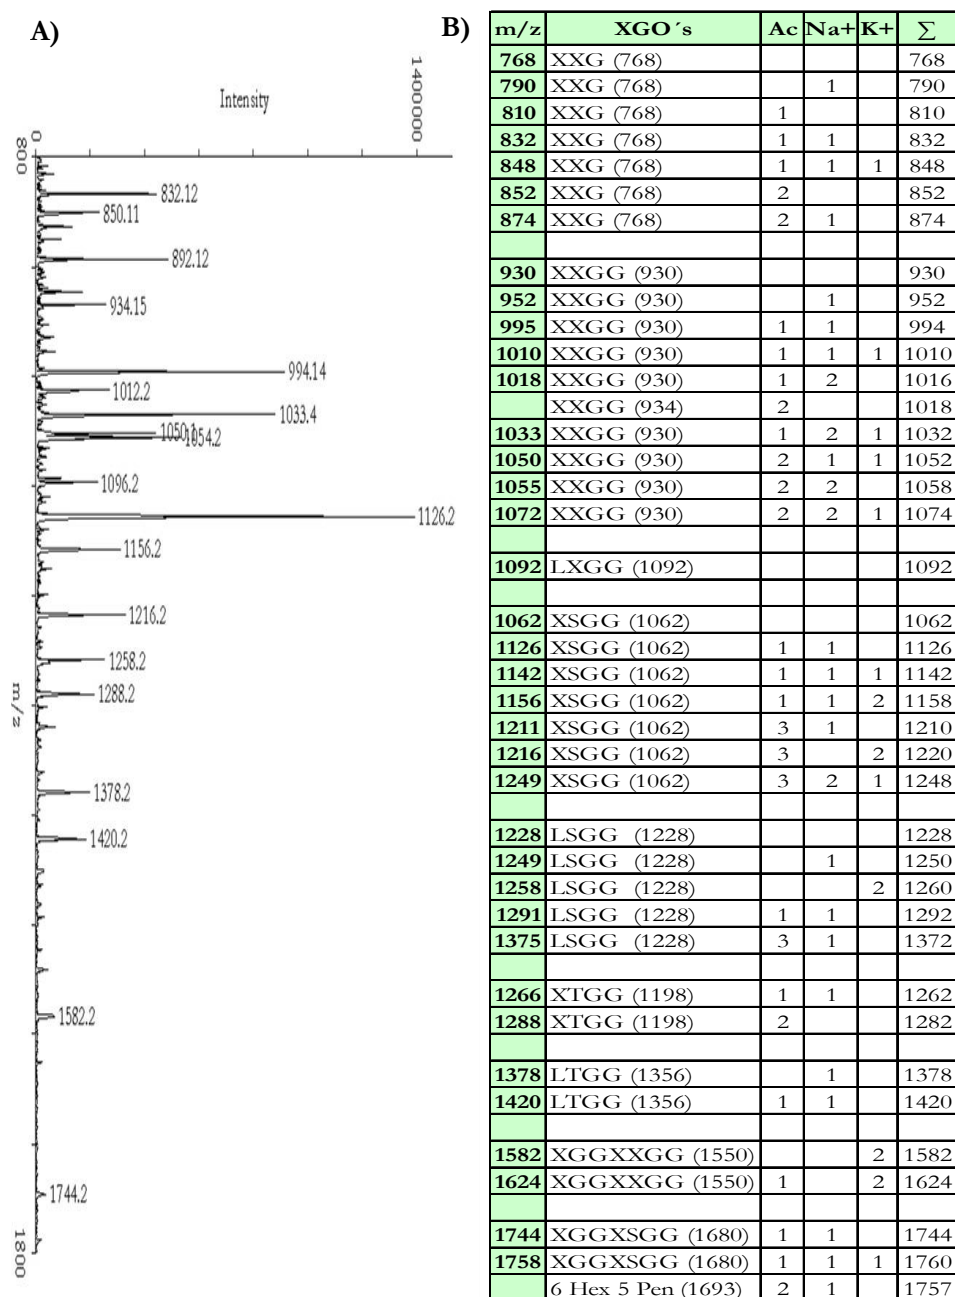 A)
Intensity
0
1400000
800
832.12
850.11
892.12
934.15
994.14
1012.2
1033.4
1050.1
1054.2
1096.2
1126.2
1156.2
1216.2
1258.2
1288.2
m/z
1378.2
1420.2
1582.2
1744.2
1800
B)
m/z XGO´s Ac Na+ K+ ∑
768 XXG (768) 768
790 XXG (768) 1 790
810 XXG (768) 1 810
832 XXG (768) 1 1 832
848 XXG (768) 1 1 1 848
852 XXG (768) 2 852
874 XXG (768) 2 1 874
930 XXGG (930) 930
952 XXGG (930) 1 952
995 XXGG (930) 1 1 994
1010 XXGG (930) 1 1 1 1010
1018 XXGG (930) 1 2 1016
XXGG (934) 2 1018
1033 XXGG (930) 1 2 1 1032
1050 XXGG (930) 2 1 1 1052
1055 XXGG (930) 2 2 1058
1072 XXGG (930) 2 2 1 1074
1092 LXGG (1092) 1092
1062 XSGG (1062) 1062
1126 XSGG (1062) 1 1 1126
1142 XSGG (1062) 1 1 1 1142
1156 XSGG (1062) 1 1 2 1158
1211 XSGG (1062) 3 1 1210
1216 XSGG (1062) 3 2 1220
1249 XSGG (1062) 3 2 1 1248
1228 LSGG (1228) 1228
1249 LSGG (1228) 1 1250
1258 LSGG (1228) 2 1260
1291 LSGG (1228) 1 1 1292
1375 LSGG (1228) 3 1 1372
1266 XTGG (1198) 1 1 1262
1288 XTGG (1198) 2 1282
1378 LTGG (1356) 1 1378
1420 LTGG (1356) 1 1 1420
1582 XGGXXGG (1550) 2 1582
1624 XGGXXGG (1550) 1 2 1624
1744 XGGXSGG (1680) 1 1 1744
1758 XGGXSGG (1680) 1 1 1 1760
6 Hex 5 Pen (1693) 2 1 1757